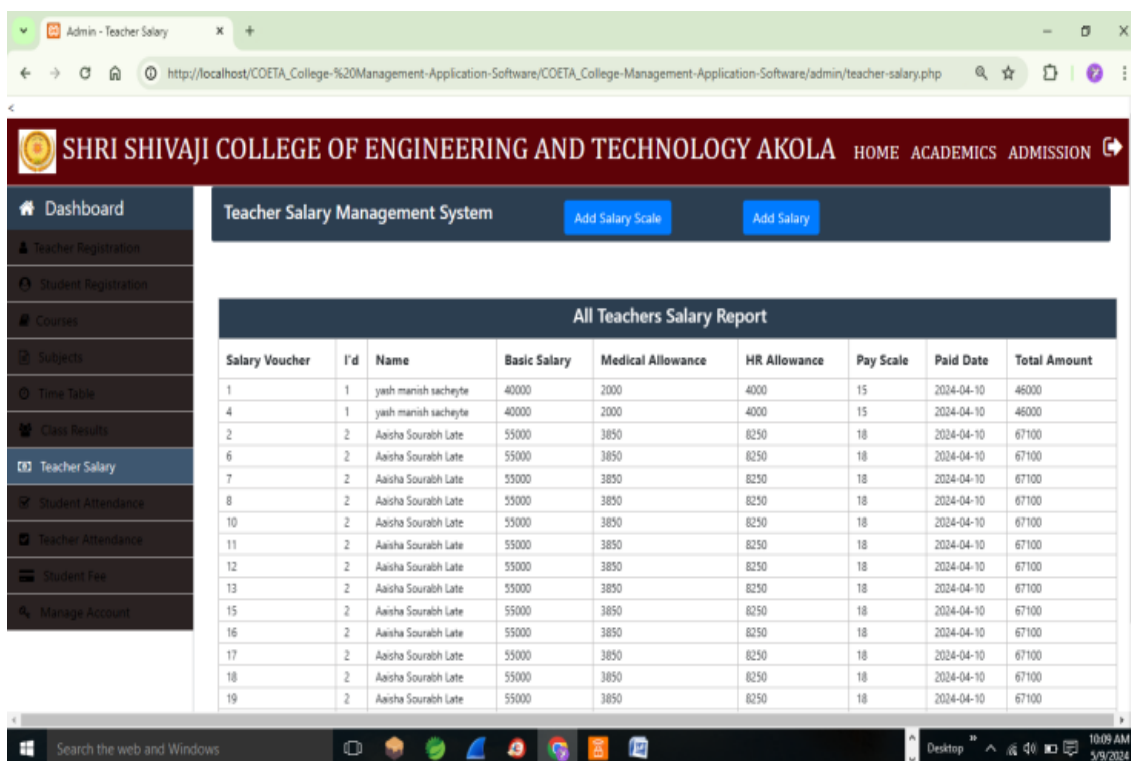 Admin - Teacher Salary
http://localhost/COETA_College-%20Management-Application-Software/COETA_College-Management-Application-Software/admin/teacher-salary.php
<
SHRI SHIVAJI COLLEGE OF ENGINEERING AND TECHNOLOGY AKOLA HOME ACADEMICS ADMISSION
Dashboard
Teacher Registration
Student Registration
Courses
Subjects
Time Table
Class Results
Teacher Salary
Student Attendance
Teacher Attendance
Student Fee
Manage Account
Teacher Salary Management System Add Salary Scale Add Salary
All Teachers Salary Report
Salary Voucher I'd Name Basic Salary Medical Allowance HR Allowance Pay Scale Paid Date Total Amount
1 1 yash manish sacheyte 40000 2000 4000 15 2024-04-10 46000
4 1 yash manish sacheyte 40000 2000 4000 15 2024-04-10 46000
2 2 Aaisha Sourabh Late 55000 3850 8250 18 2024-04-10 67100
6 2 Aaisha Sourabh Late 55000 3850 8250 18 2024-04-10 67100
7 2 Aaisha Sourabh Late 55000 3850 8250 18 2024-04-10 67100
8 2 Aaisha Sourabh Late 55000 3850 8250 18 2024-04-10 67100
10 2 Aaisha Sourabh Late 55000 3850 8250 18 2024-04-10 67100
11 2 Aaisha Sourabh Late 55000 3850 8250 18 2024-04-10 67100
12 2 Aaisha Sourabh Late 55000 3850 8250 18 2024-04-10 67100
13 2 Aaisha Sourabh Late 55000 3850 8250 18 2024-04-10 67100
15 2 Aaisha Sourabh Late 55000 3850 8250 18 2024-04-10 67100
16 2 Aaisha Sourabh Late 55000 3850 8250 18 2024-04-10 67100
17 2 Aaisha Sourabh Late 55000 3850 8250 18 2024-04-10 67100
18 2 Aaisha Sourabh Late 55000 3850 8250 18 2024-04-10 67100
19 2 Aaisha Sourabh Late 55000 3850 8250 18 2024-04-10 67100
Search the web and Windows Desktop 10:09 AM
5/9/2024